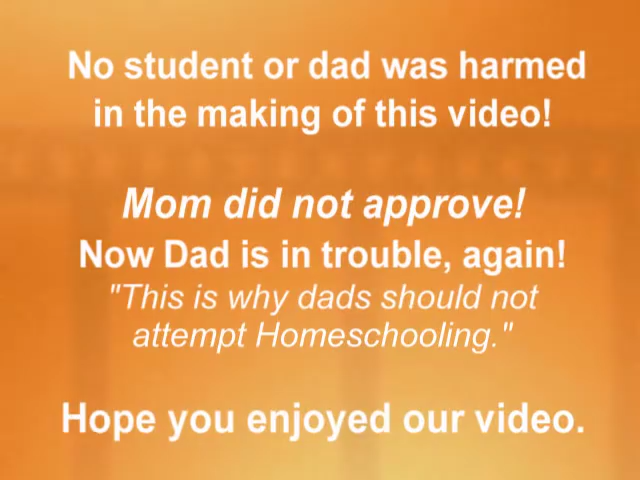 No student or dad was harmed
in the making of this video!
Mom did not approve!
Now Dad is in trouble, again!
"This is why dads should not
attempt Homeschooling."
Hope you enjoyed our video.